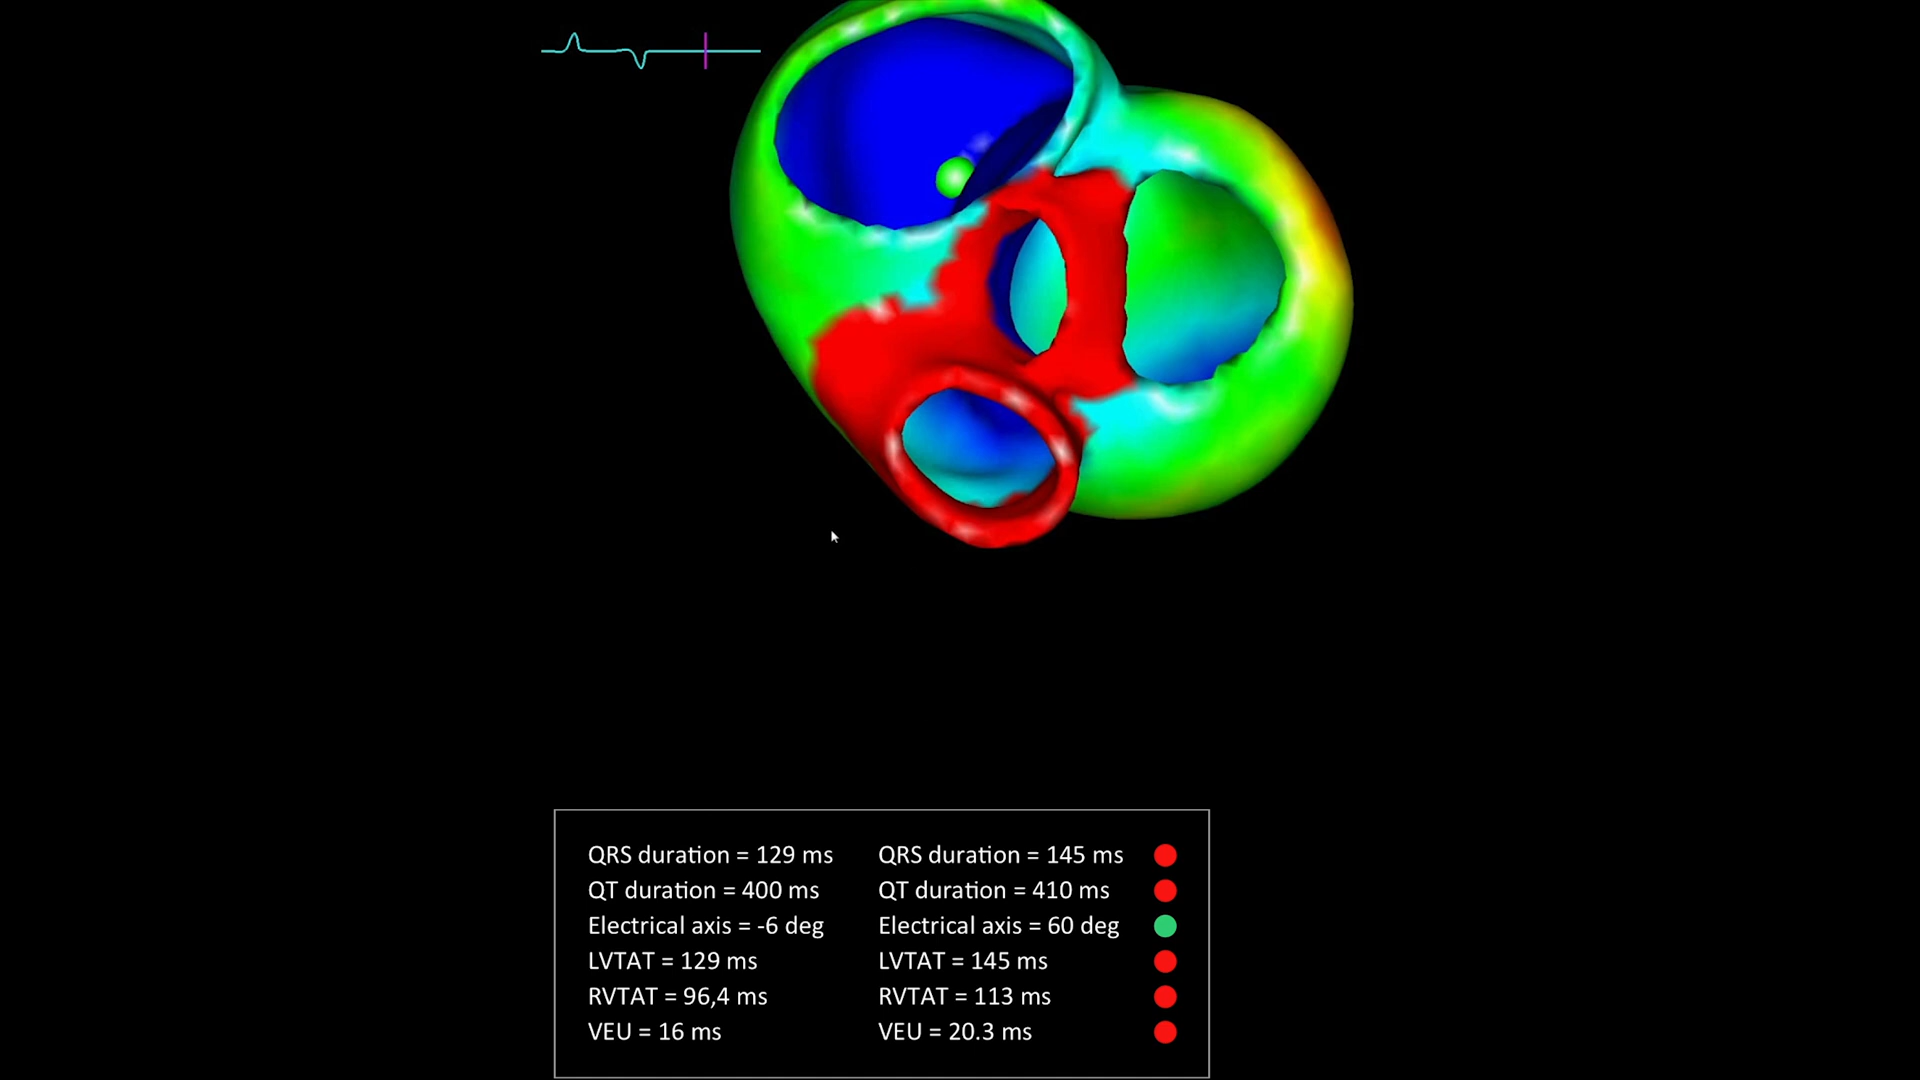 QRS duration = 129 ms QRS duration = 145 ms
QT duration = 400 ms QT duration = 410 ms
Electrical axis = -6 deg Electrical axis = 60 deg
LVTAT = 129 ms LVTAT = 145 ms
RVTAT = 96,4 ms RVTAT = 113 ms
VEU = 16 ms VEU = 20.3 ms